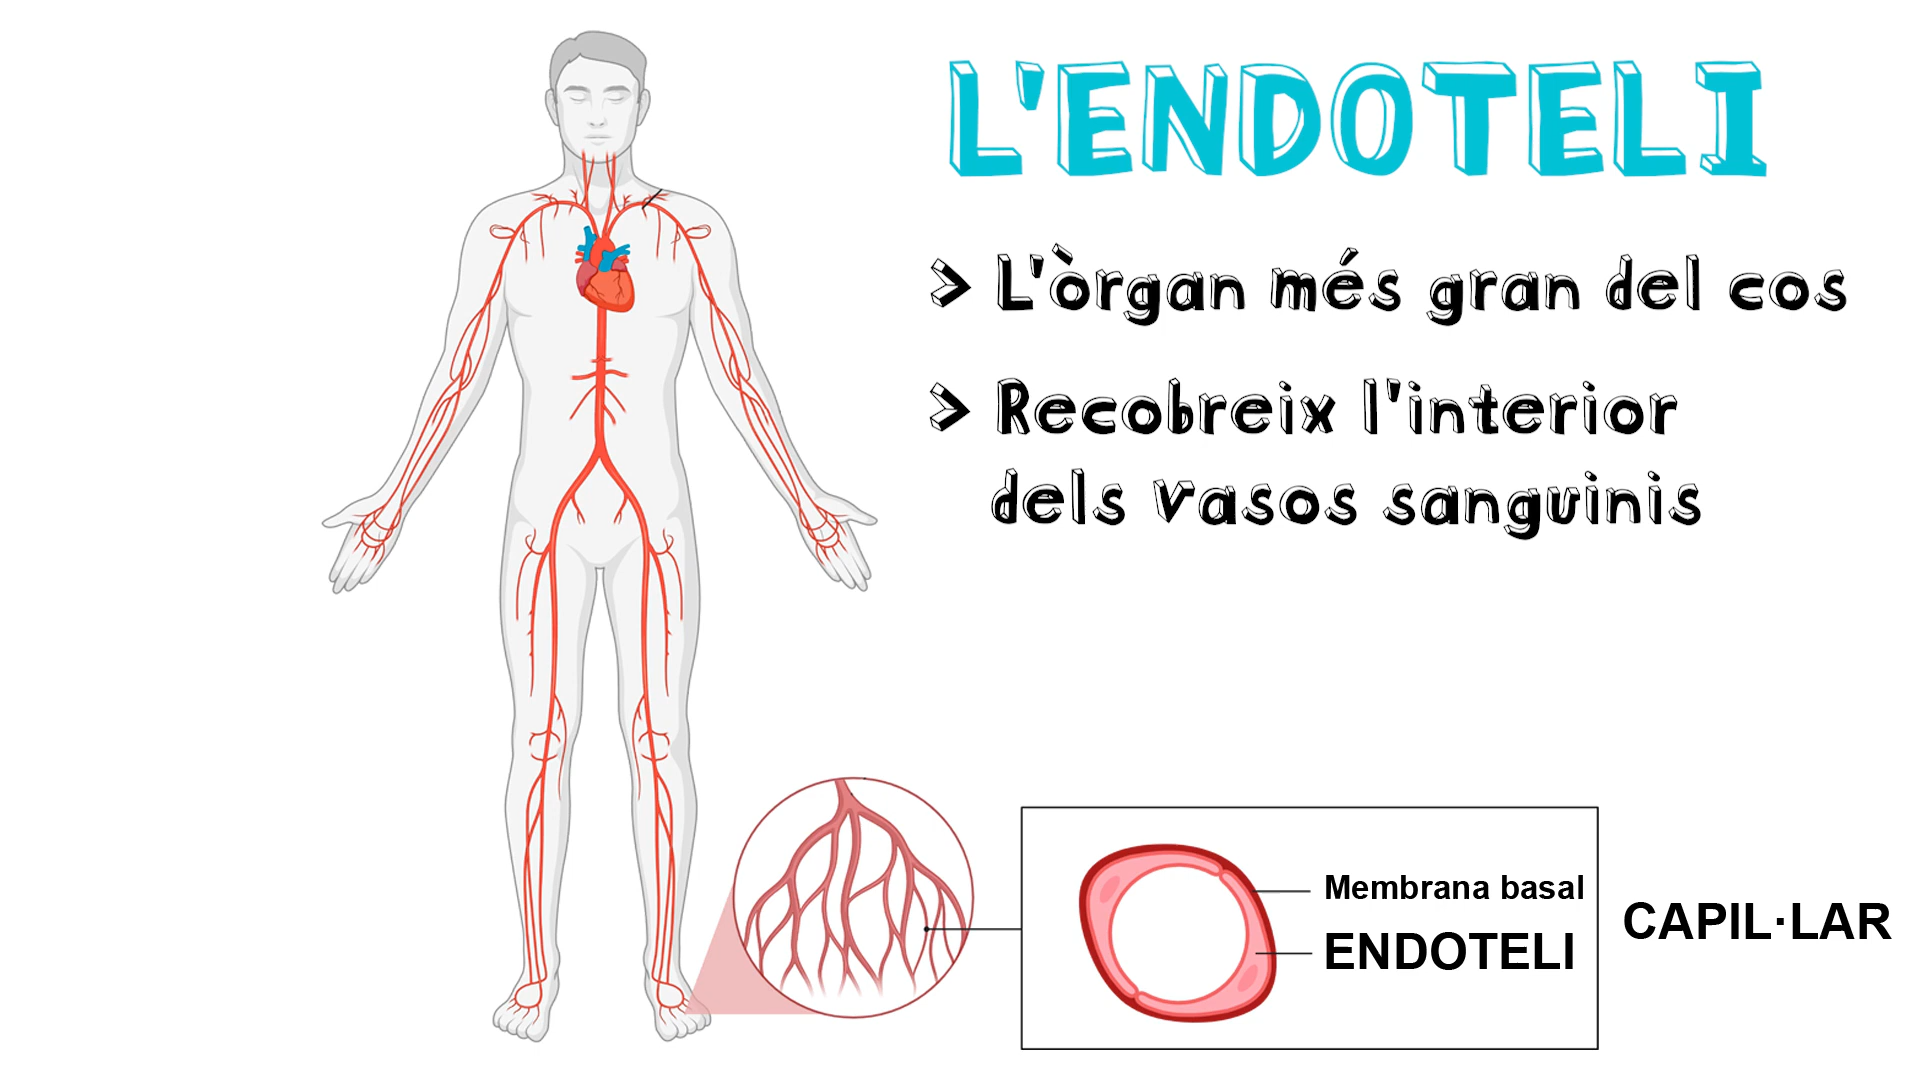 L'ENDOTELI
> L'òrgan més gran del cos
> Recobreix l'interior
dels vasos sanguinis
Membrana basal
ENDOTELI
CAPIL·LAR